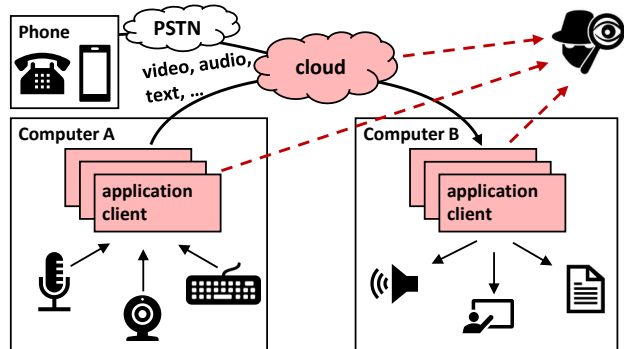 Phone
PSTN
video, audio,
text, ...
cloud
Computer A
application
client
Computer B
application
client